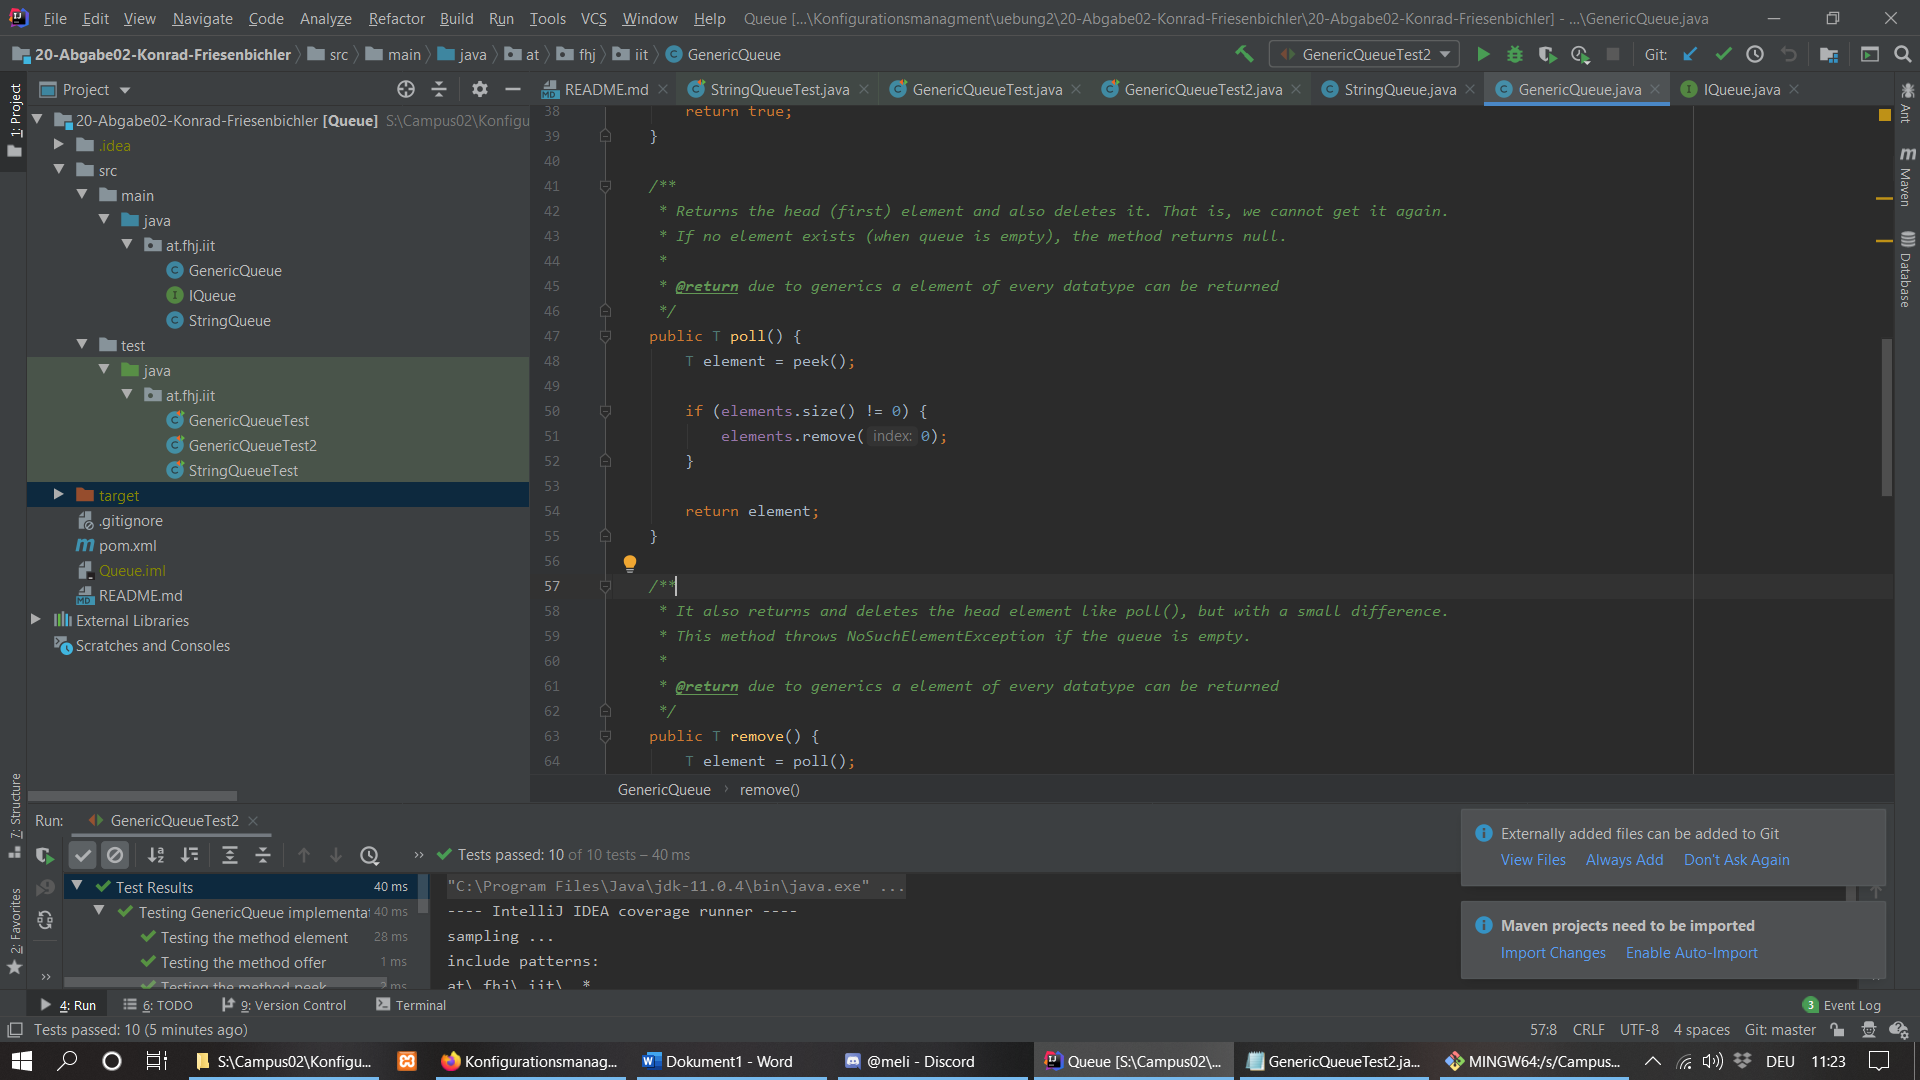 File Edit View Navigate Code Analyze Refactor Build Run Tools VCS Window Help Queue [...\Konfigurationsmanagment\uebung2\20-Abgabe02-Konrad-Friesenbichler\20-Abgabe02-Konrad-Friesenbichler] - ...\GenericQueue.java
20-Abgabe02-Konrad-Friesenbichler src main java at fhj iit GenericQueue GenericQueueTest2 Git:
Project README.md StringQueueTest.java GenericQueueTest.java GenericQueueTest2.java StringQueue.java GenericQueue.java IQueue.java
1: Project
Ant
Maven
Database
20-Abgabe02-Konrad-Friesenbichler [Queue] S:\Campus02\Konfigu
.idea
src
main
java
at.fhj.iit
GenericQueue
IQueue
StringQueue
test
java
at.fhj.iit
GenericQueueTest
GenericQueueTest2
StringQueueTest
target
.gitignore
pom.xml
Queue.iml
README.md
External Libraries
Scratches and Consoles
38 return true;
39 }
40
41 /**
42 * Returns the head (first) element and also deletes it. That is, we cannot get it again.
43 * If no element exists (when queue is empty), the method returns null.
44 *
45 * @return due to generics a element of every datatype can be returned
46 */
47 public T poll() {
48 T element = peek();
49
50 if (elements.size() != 0) {
51 elements.remove( index: 0);
52 }
53
54 return element;
55 }
56
57 /**
58 * It also returns and deletes the head element like poll(), but with a small difference.
59 * This method throws NoSuchElementException if the queue is empty.
60 *
61 * @return due to generics a element of every datatype can be returned
62 */
63 public T remove() {
64 T element = poll();
GenericQueue › remove()
7: Structure
2: Favorites
Run: GenericQueueTest2
» Tests passed: 10 of 10 tests – 40 ms
Test Results 40 ms
Testing GenericQueue implementa 40 ms
Testing the method element 28 ms
Testing the method offer 1 ms
Testing the method peek 2 ms
"C:\Program Files\Java\jdk-11.0.4\bin\java.exe" ...
---- IntelliJ IDEA coverage runner ----
sampling ...
include patterns:
at\.fhj\.iit\..*
Externally added files can be added to Git
View Files Always Add Don't Ask Again
Maven projects need to be imported
Import Changes Enable Auto-Import
4: Run 6: TODO 9: Version Control Terminal 3 Event Log
Tests passed: 10 (5 minutes ago) 57:8 CRLF UTF-8 4 spaces Git: master
S:\Campus02\Konfigu... Konfigurationsmanag... Dokument1 - Word @meli - Discord Queue [S:\Campus02\... GenericQueueTest2.ja... MINGW64:/s/Campus... DEU 11:23